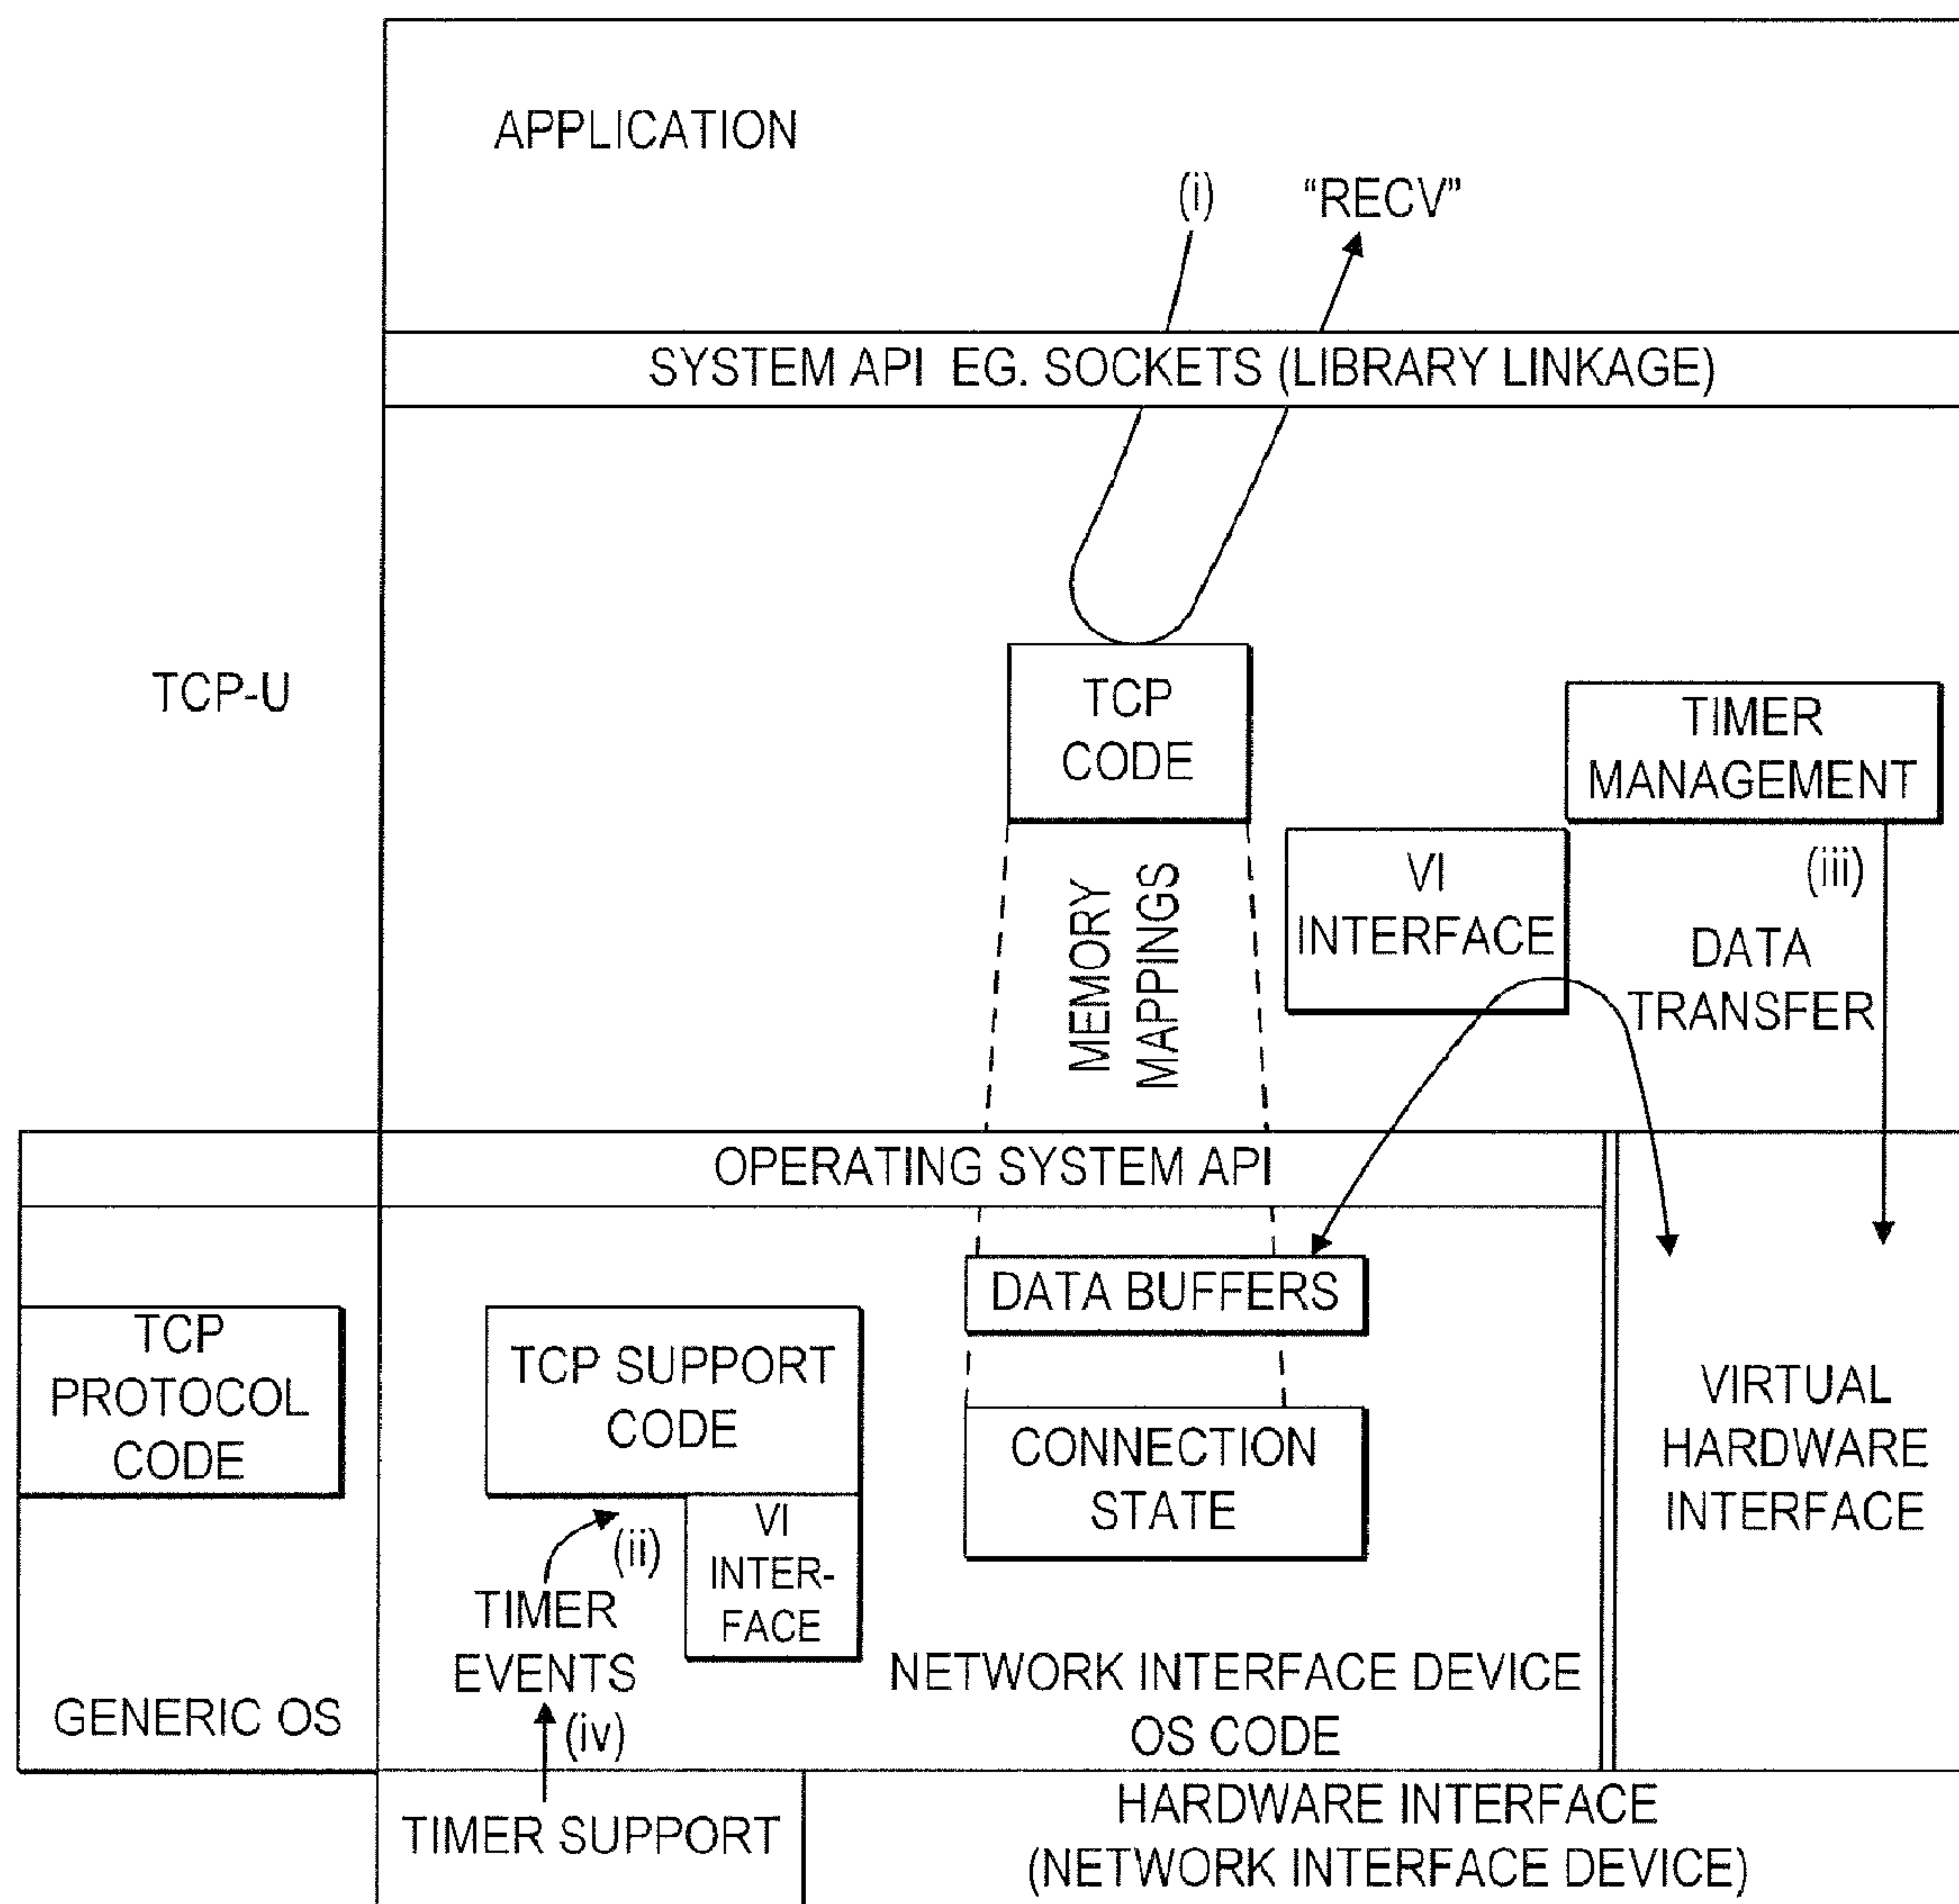 APPLICATION
(i) “RECV”
SYSTEM API EG. SOCKETS (LIBRARY LINKAGE)
TCP-U
TCP
CODE
TIMER
MANAGEMENT
VI
INTERFACE
(iii)
DATA
TRANSFER
MEMORY
MAPPINGS
OPERATING SYSTEM API
DATA BUFFERS
TCP
PROTOCOL
CODE
TCP SUPPORT
CODE
CONNECTION
STATE
VIRTUAL
HARDWARE
INTERFACE
VI
INTER-
FACE
(ii)
TIMER
EVENTS
(iv)
GENERIC OS
NETWORK INTERFACE DEVICE
OS CODE
TIMER SUPPORT
HARDWARE INTERFACE
(NETWORK INTERFACE DEVICE)